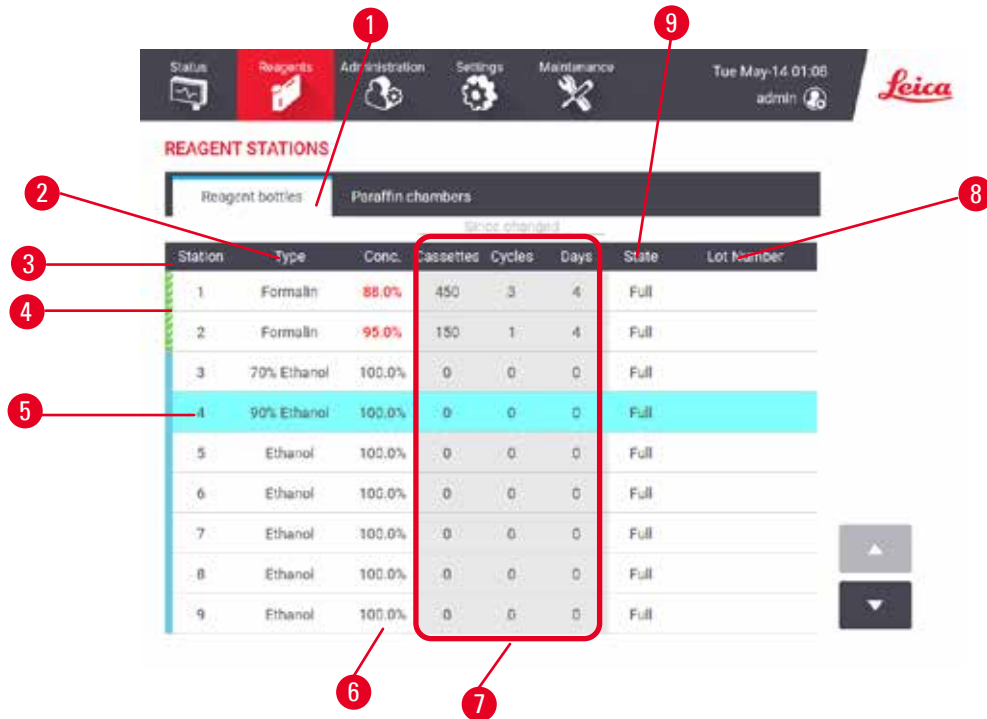 1 9
Status Reagents Administration Settings Maintenance Tue May-14 01:06
admin Leica
REAGENT STATIONS
Reagent bottles Paraffin chambers
2 8
Since changed
3 Station Type Conc. Cassettes Cycles Days State Lot Number
1 Formalin 88.0% 450 3 4 Full
4
2 Formalin 95.0% 150 1 4 Full
3 70% Ethanol 100.0% 0 0 0 Full
5 4 90% Ethanol 100.0% 0 0 0 Full
5 Ethanol 100.0% 0 0 0 Full
6 Ethanol 100.0% 0 0 0 Full
7 Ethanol 100.0% 0 0 0 Full
8 Ethanol 100.0% 0 0 0 Full
9 Ethanol 100.0% 0 0 0 Full
6 7